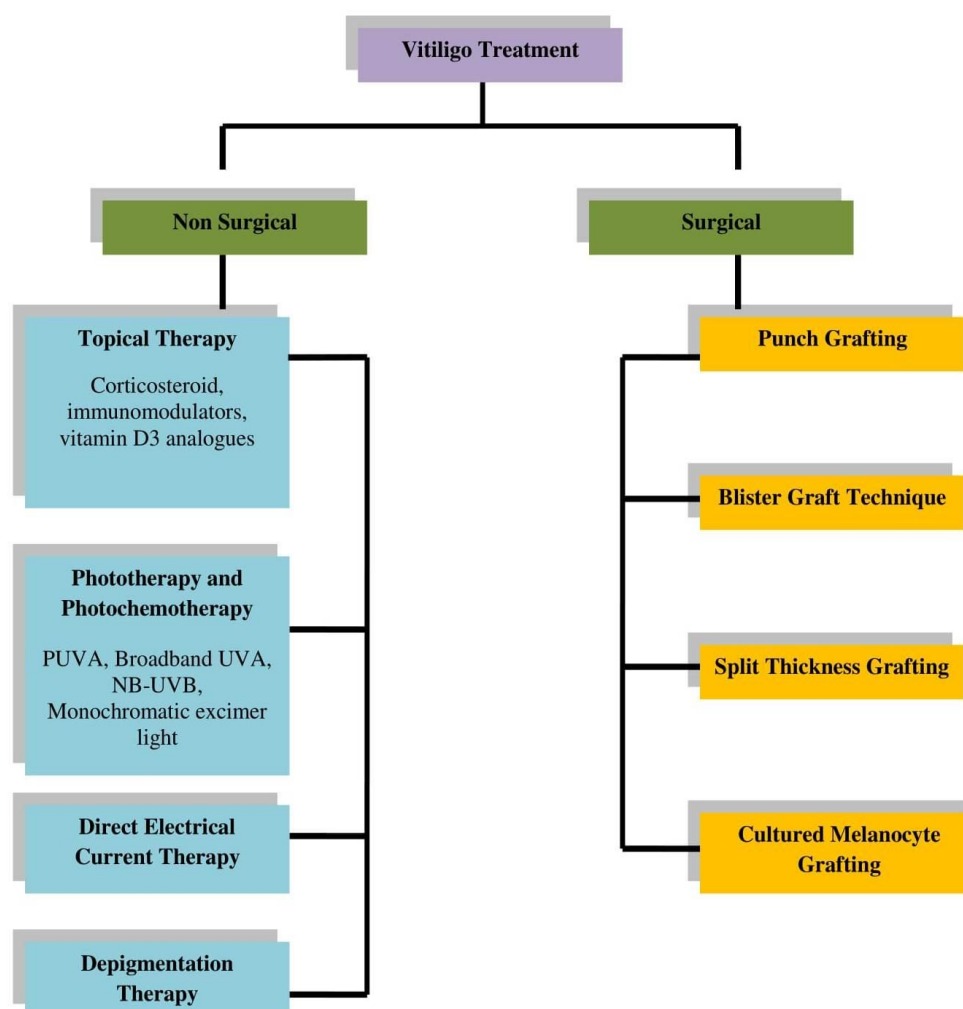 Vitiligo Treatment
Non Surgical
Surgical
Topical Therapy
Corticosteroid,
immunomodulators,
vitamin D3 analogues
Phototherapy and
Photochemotherapy
PUVA, Broadband UVA,
NB-UVB,
Monochromatic excimer
light
Direct Electrical
Current Therapy
Depigmentation
Therapy
Punch Grafting
Blister Graft Technique
Split Thickness Grafting
Cultured Melanocyte
Grafting